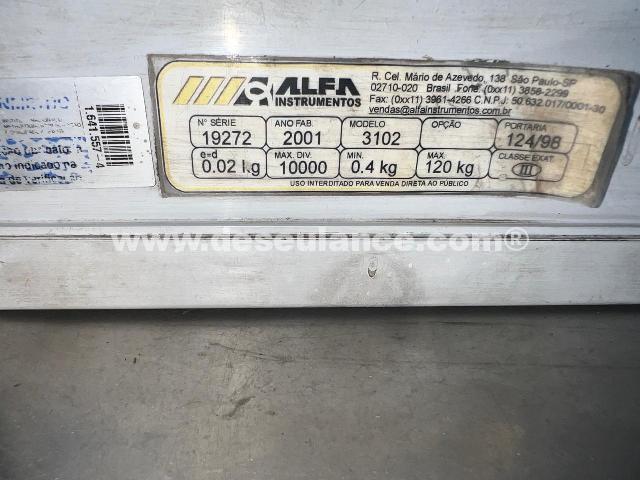 ALFA
INSTRUMENTOS
R. Cel. Mário de Azevedo, 138 São Paulo-SP
02710-020 Brasil Fone (0xx11) 3858-2299
Fax: (0xx11) 3961-4266 C.N.P.J. 50.632.017/0001-30
vendas@alfainstrumentos.com.br
N° SÉRIE ANO FAB. MODELO OPÇÃO PORTARIA
19272 2001 3102 124/98
e=d MAX. DIV. MIN. MAX. CLASSE EXAT.
0.02 kg 10000 0.4 kg 120 kg III
USO INTERDITADO PARA VENDA DIRETA AO PÚBLICO
1.641.557-4
www.deseulance.com®